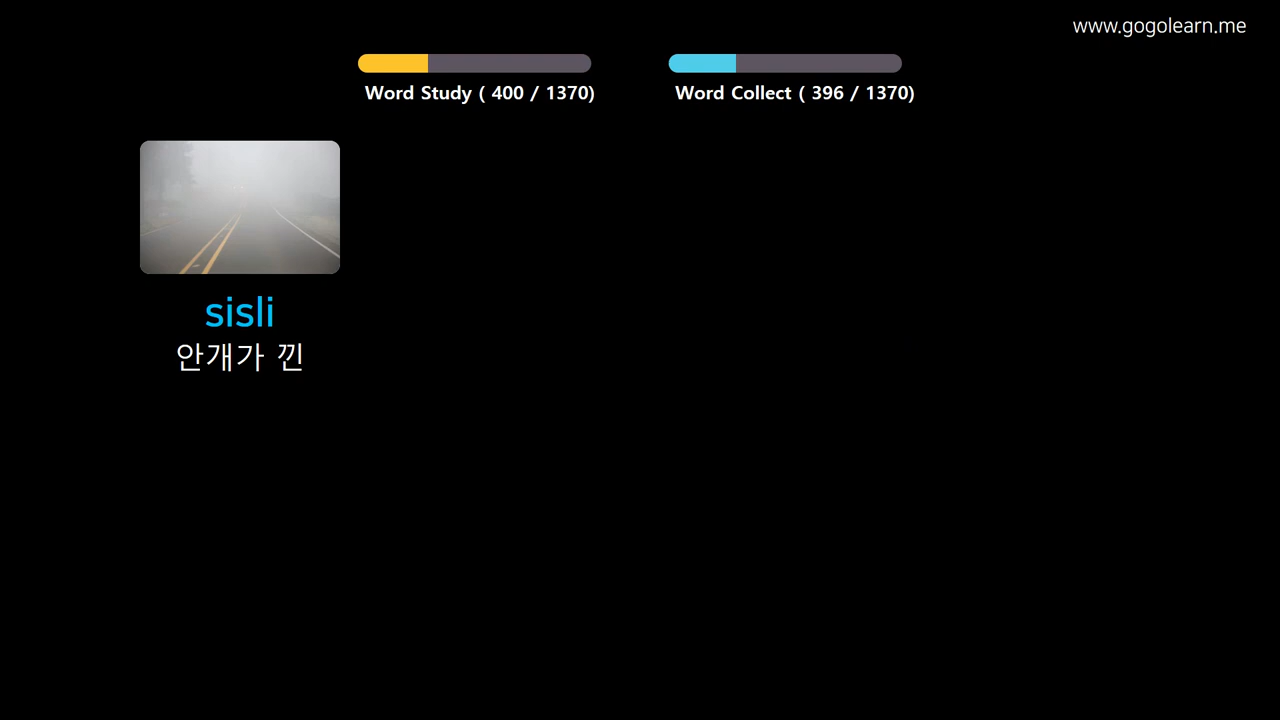 www.gogolearn.me
Word Study ( 400 / 1370)
Word Collect ( 396 / 1370)
sisli
안개가 낀